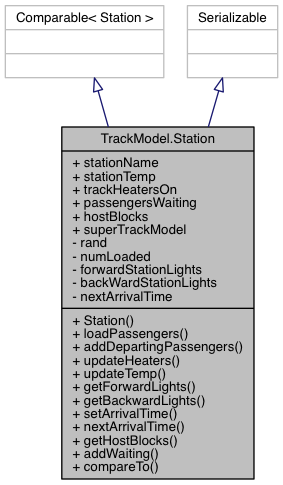 Comparable< Station >
Serializable
TrackModel.Station
+ stationName
+ stationTemp
+ trackHeatersOn
+ passengersWaiting
+ hostBlocks
+ superTrackModel
- rand
- numLoaded
- forwardStationLights
- backWardStationLights
- nextArrivalTime
+ Station()
+ loadPassengers()
+ addDepartingPassengers()
+ updateHeaters()
+ updateTemp()
+ getForwardLights()
+ getBackwardLights()
+ setArrivalTime()
+ nextArrivalTime()
+ getHostBlocks()
+ addWaiting()
+ compareTo()